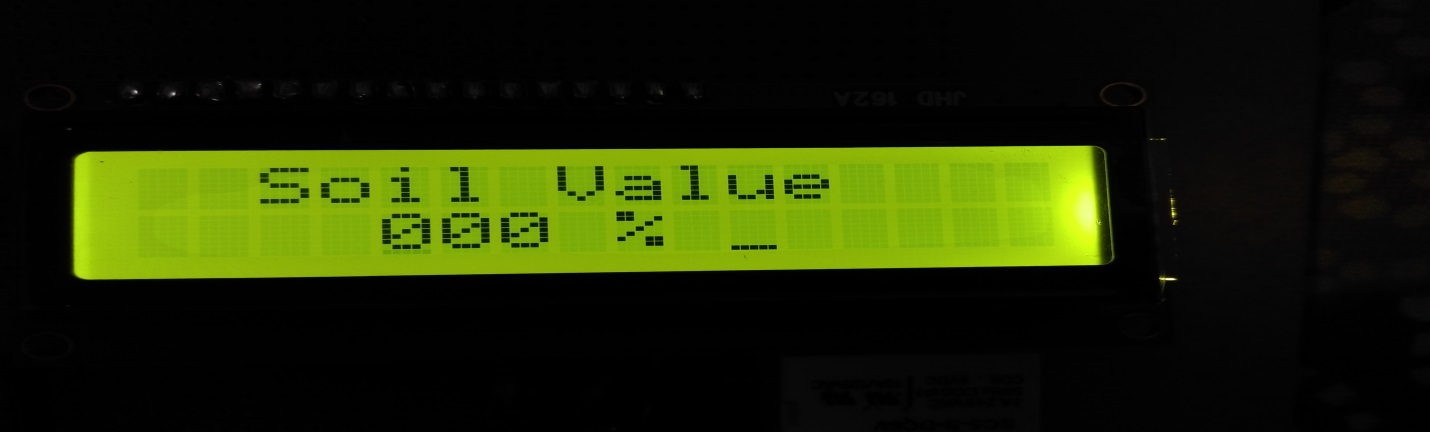 Soil Value
000 % _
JHD 162A